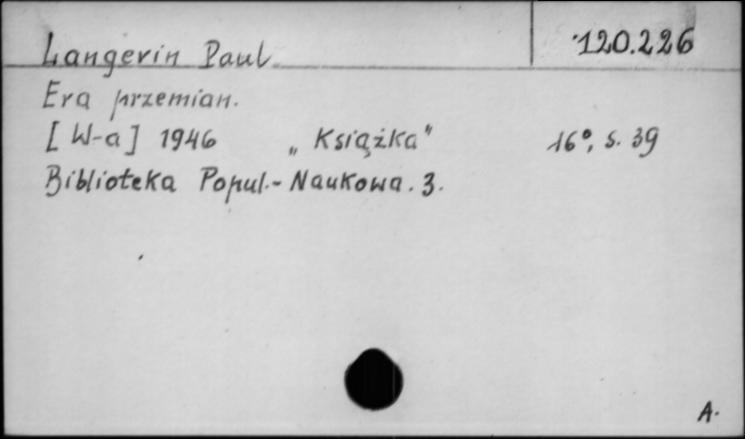 Langevin Paul 120.226
Era przemian.
[W-a] 1946 „Książka" 16°, s. 39
Biblioteka Popul.-Naukowa. 3.
A.